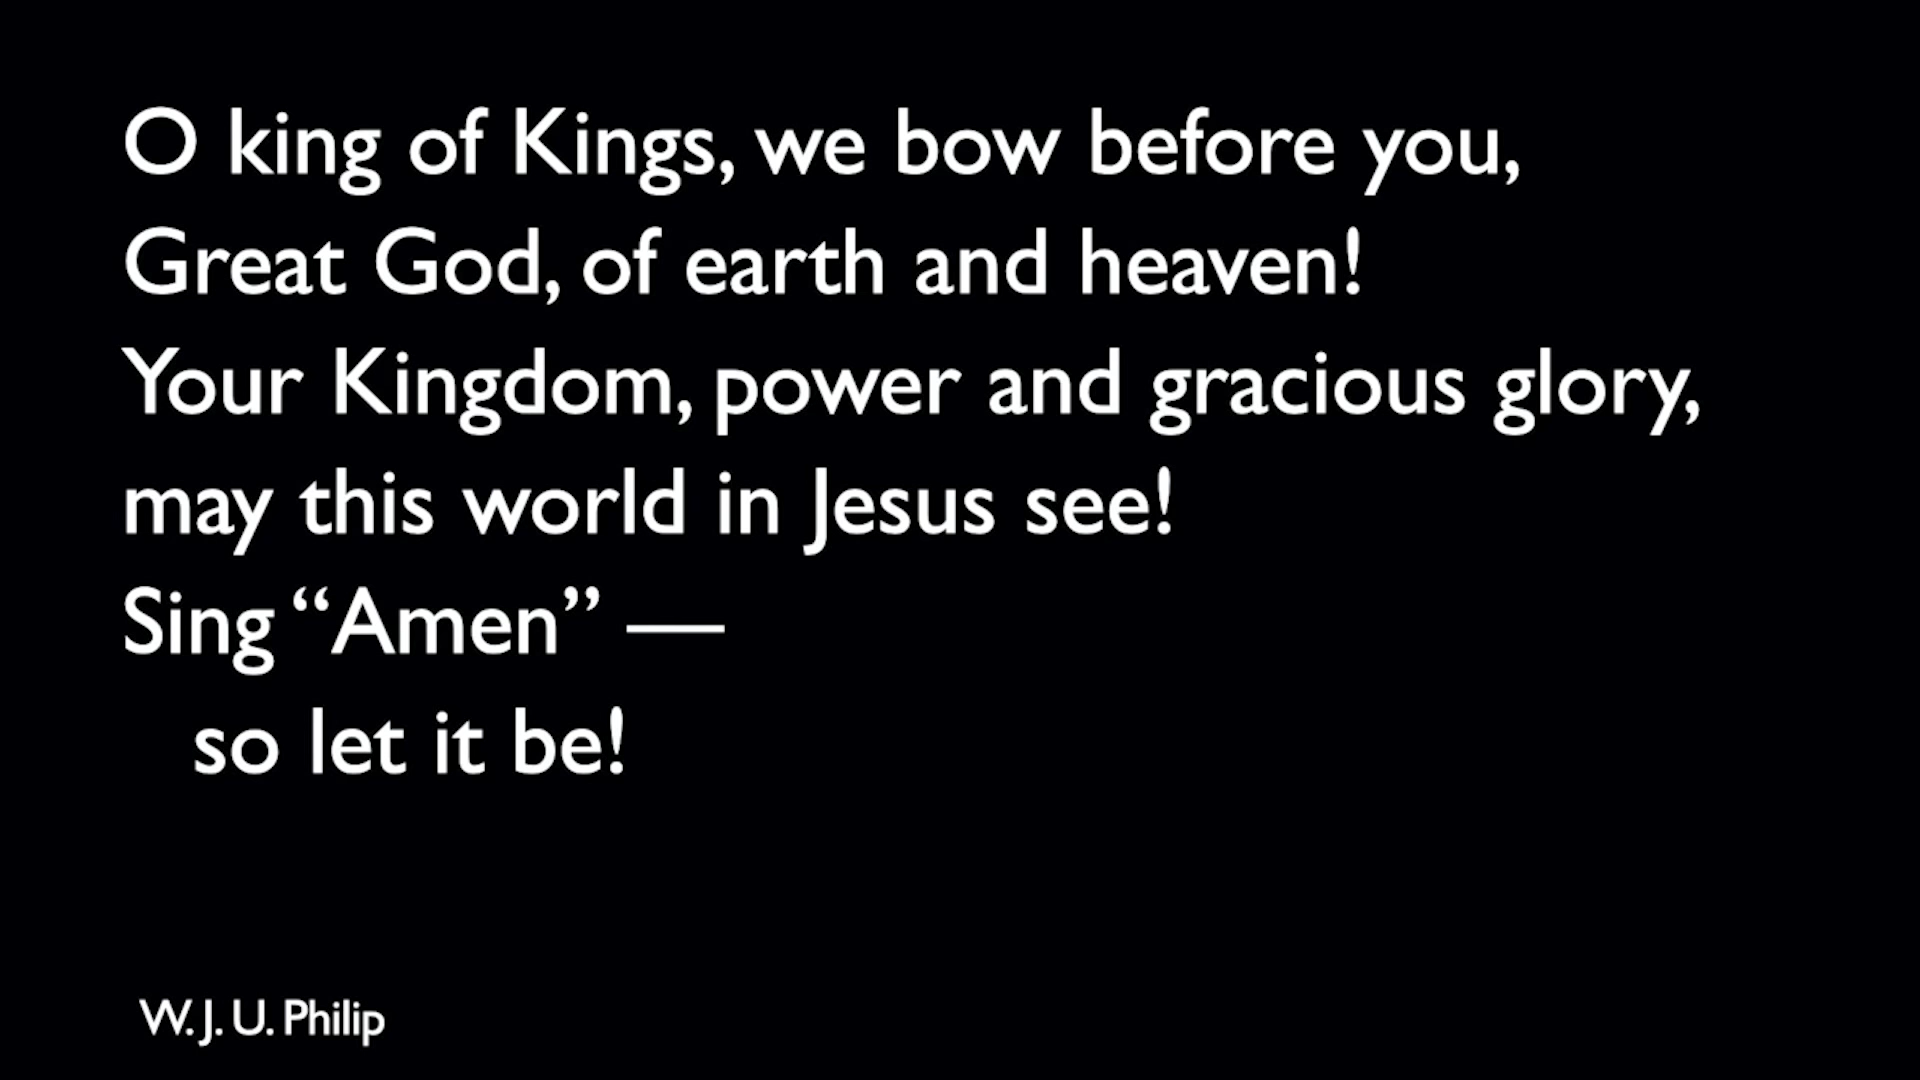 O king of Kings, we bow before you,
Great God, of earth and heaven!
Your Kingdom, power and gracious glory,
may this world in Jesus see!
Sing “Amen” —
so let it be!
W. J. U. Philip